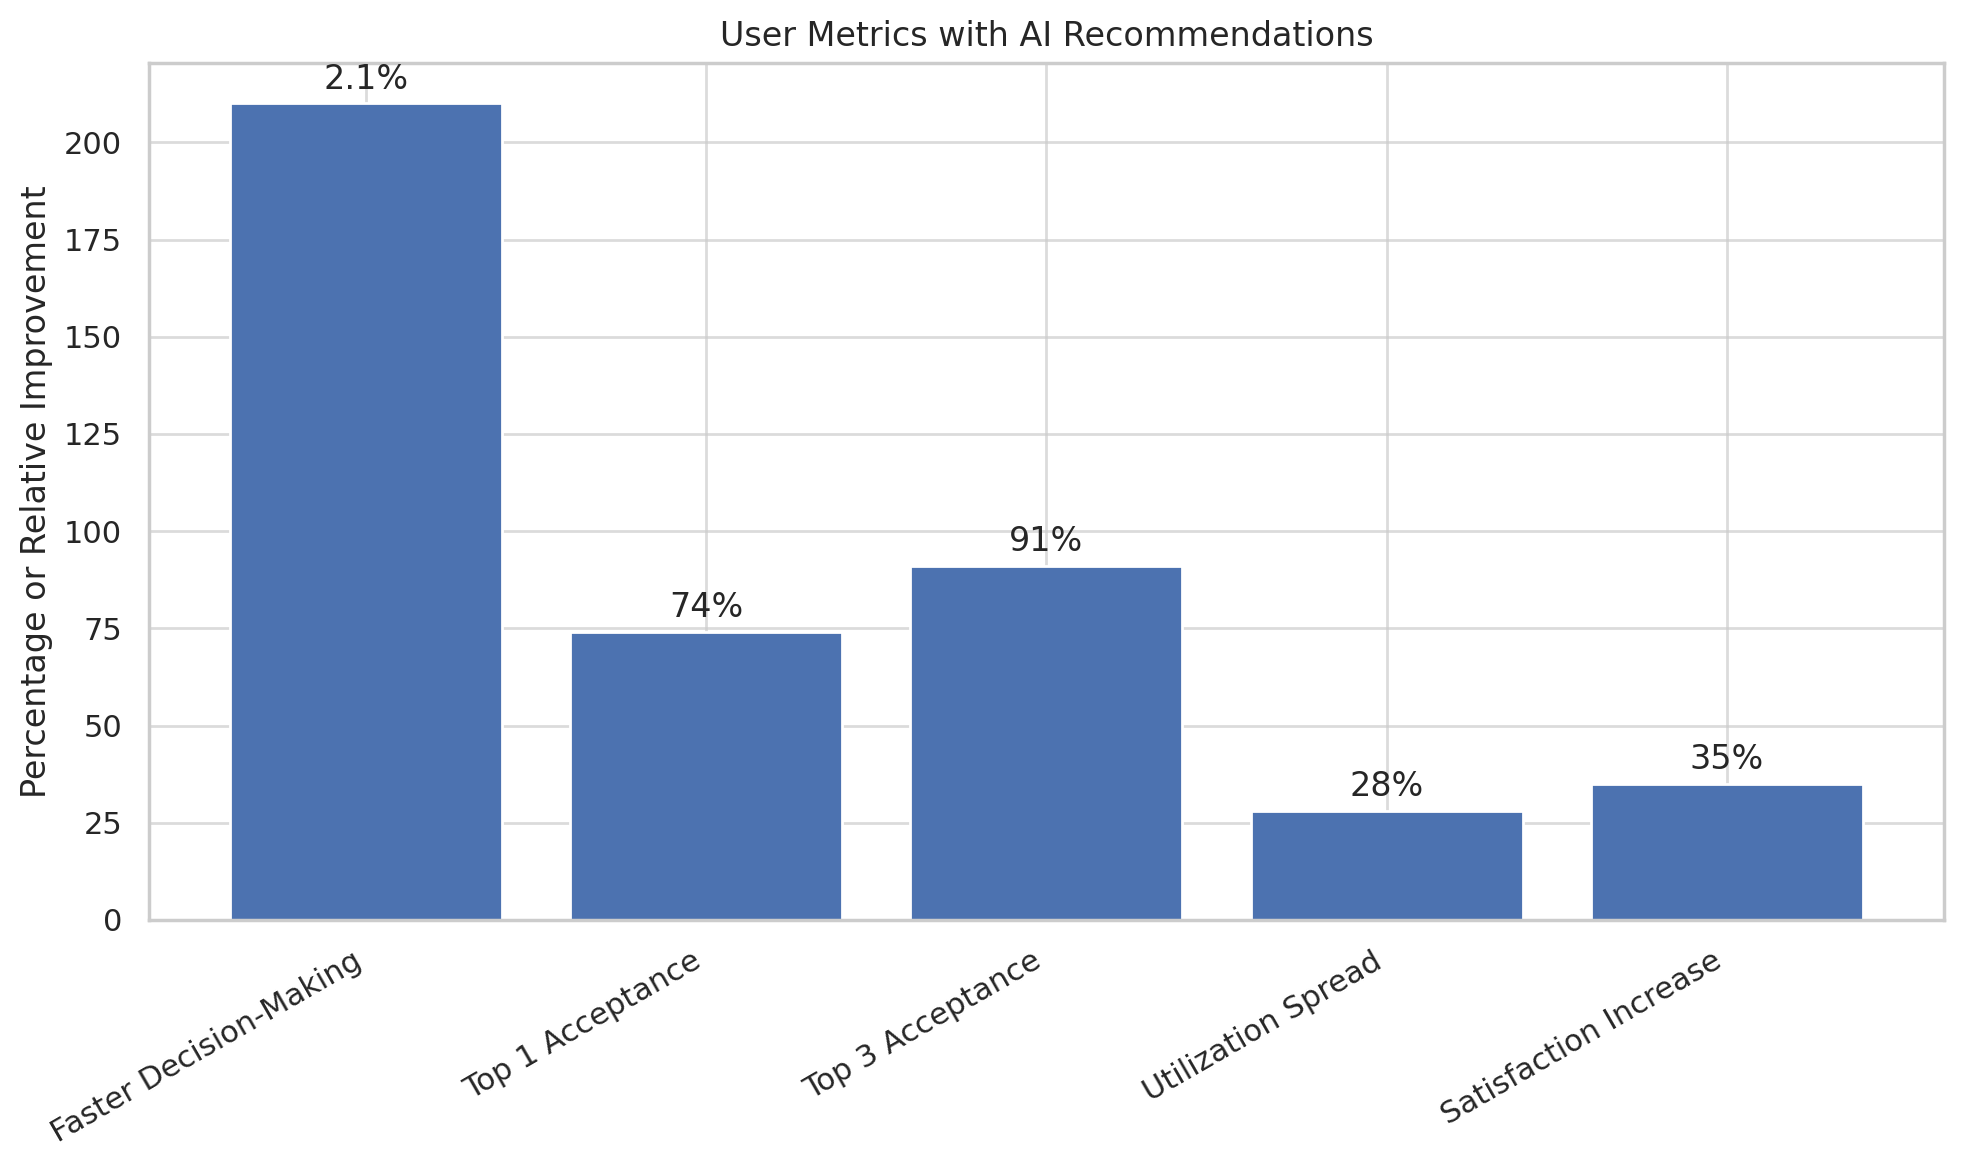 User Metrics with AI Recommendations
Percentage or Relative Improvement
200
175
150
125
100
75
50
25
0
2.1%
74%
91%
28%
35%
Faster Decision-Making
Top 1 Acceptance
Top 3 Acceptance
Utilization Spread
Satisfaction Increase